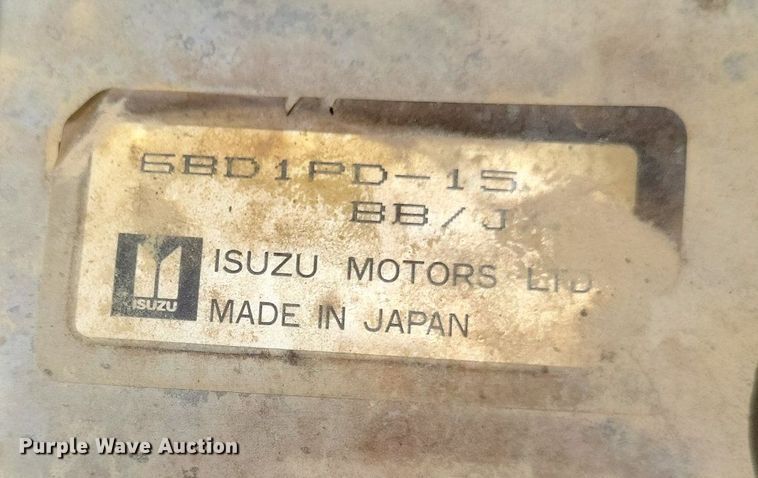 6BD1PD-15
BB/J
ISUZU
ISUZU MOTORS LTD
MADE IN JAPAN
Purple Wave Auction